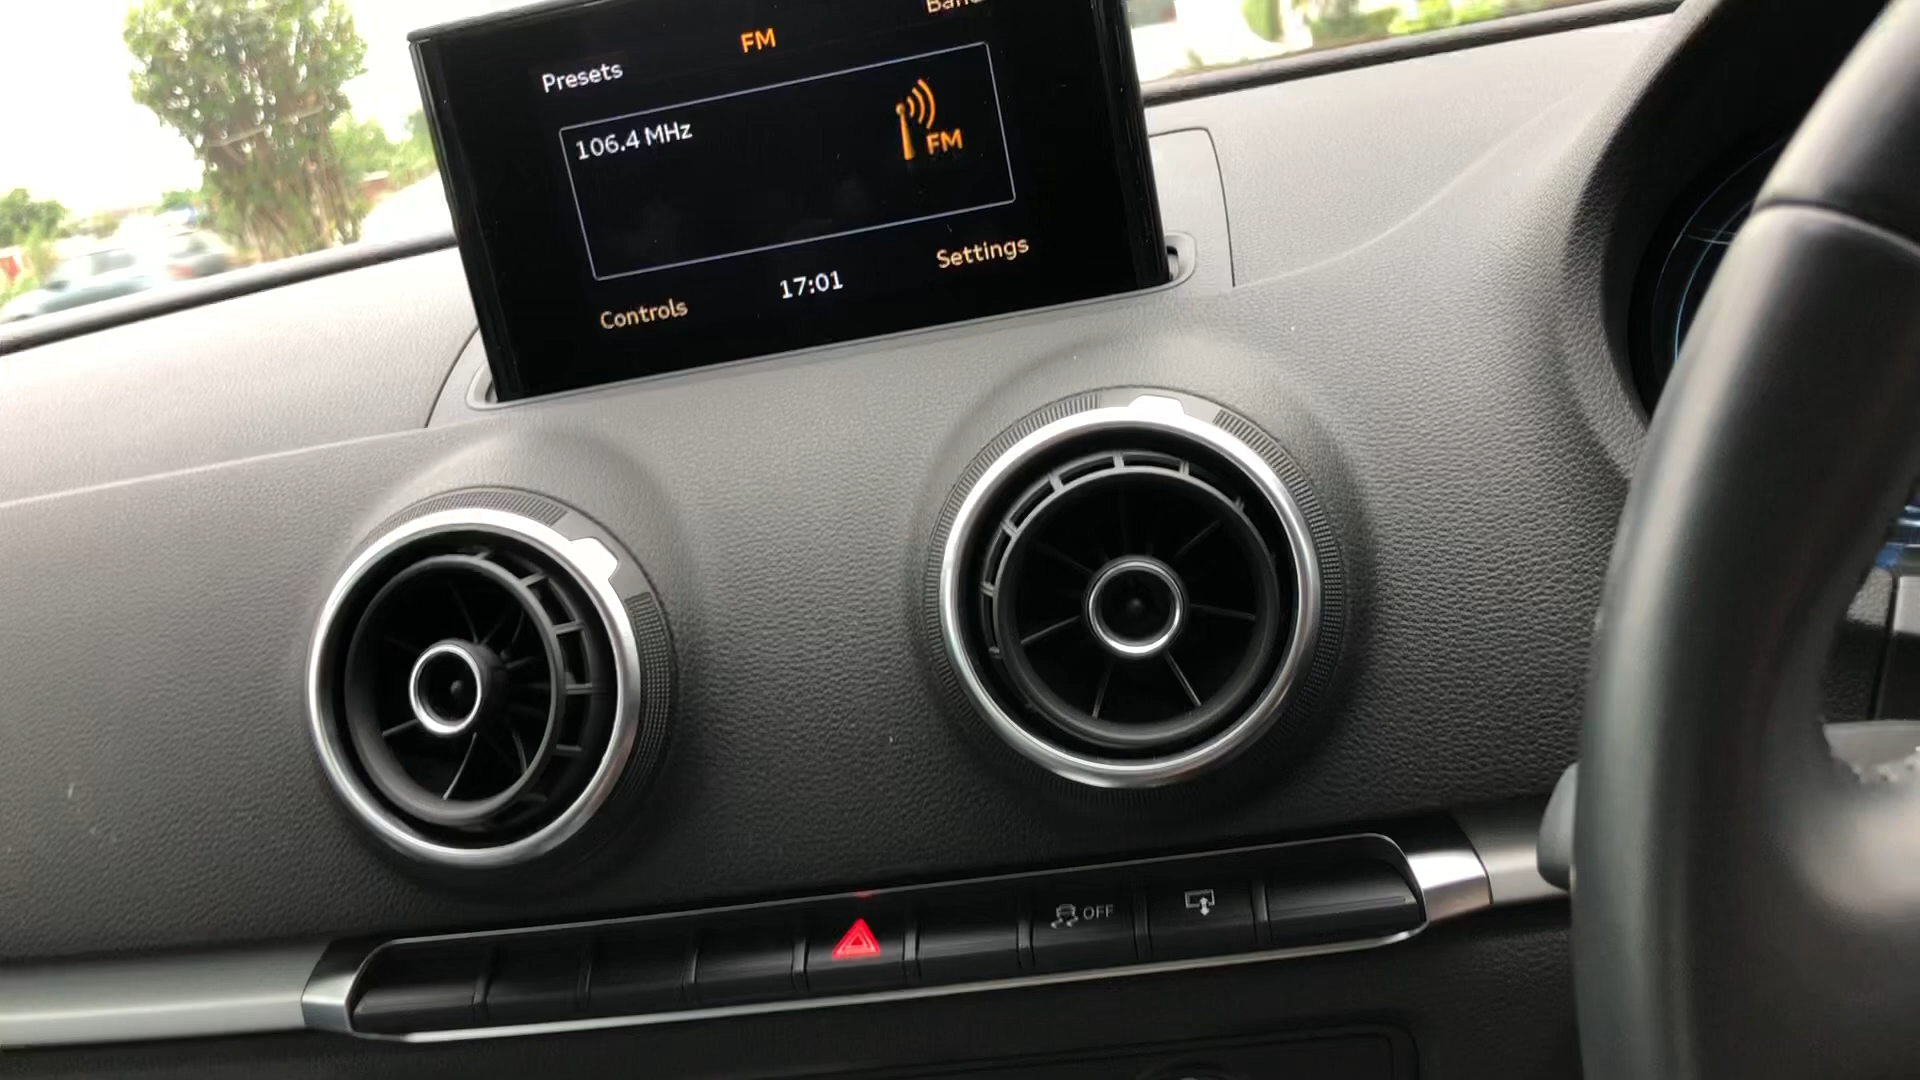 FM
Presets
106.4 MHz
FM
Settings
17:01
Controls
OFF